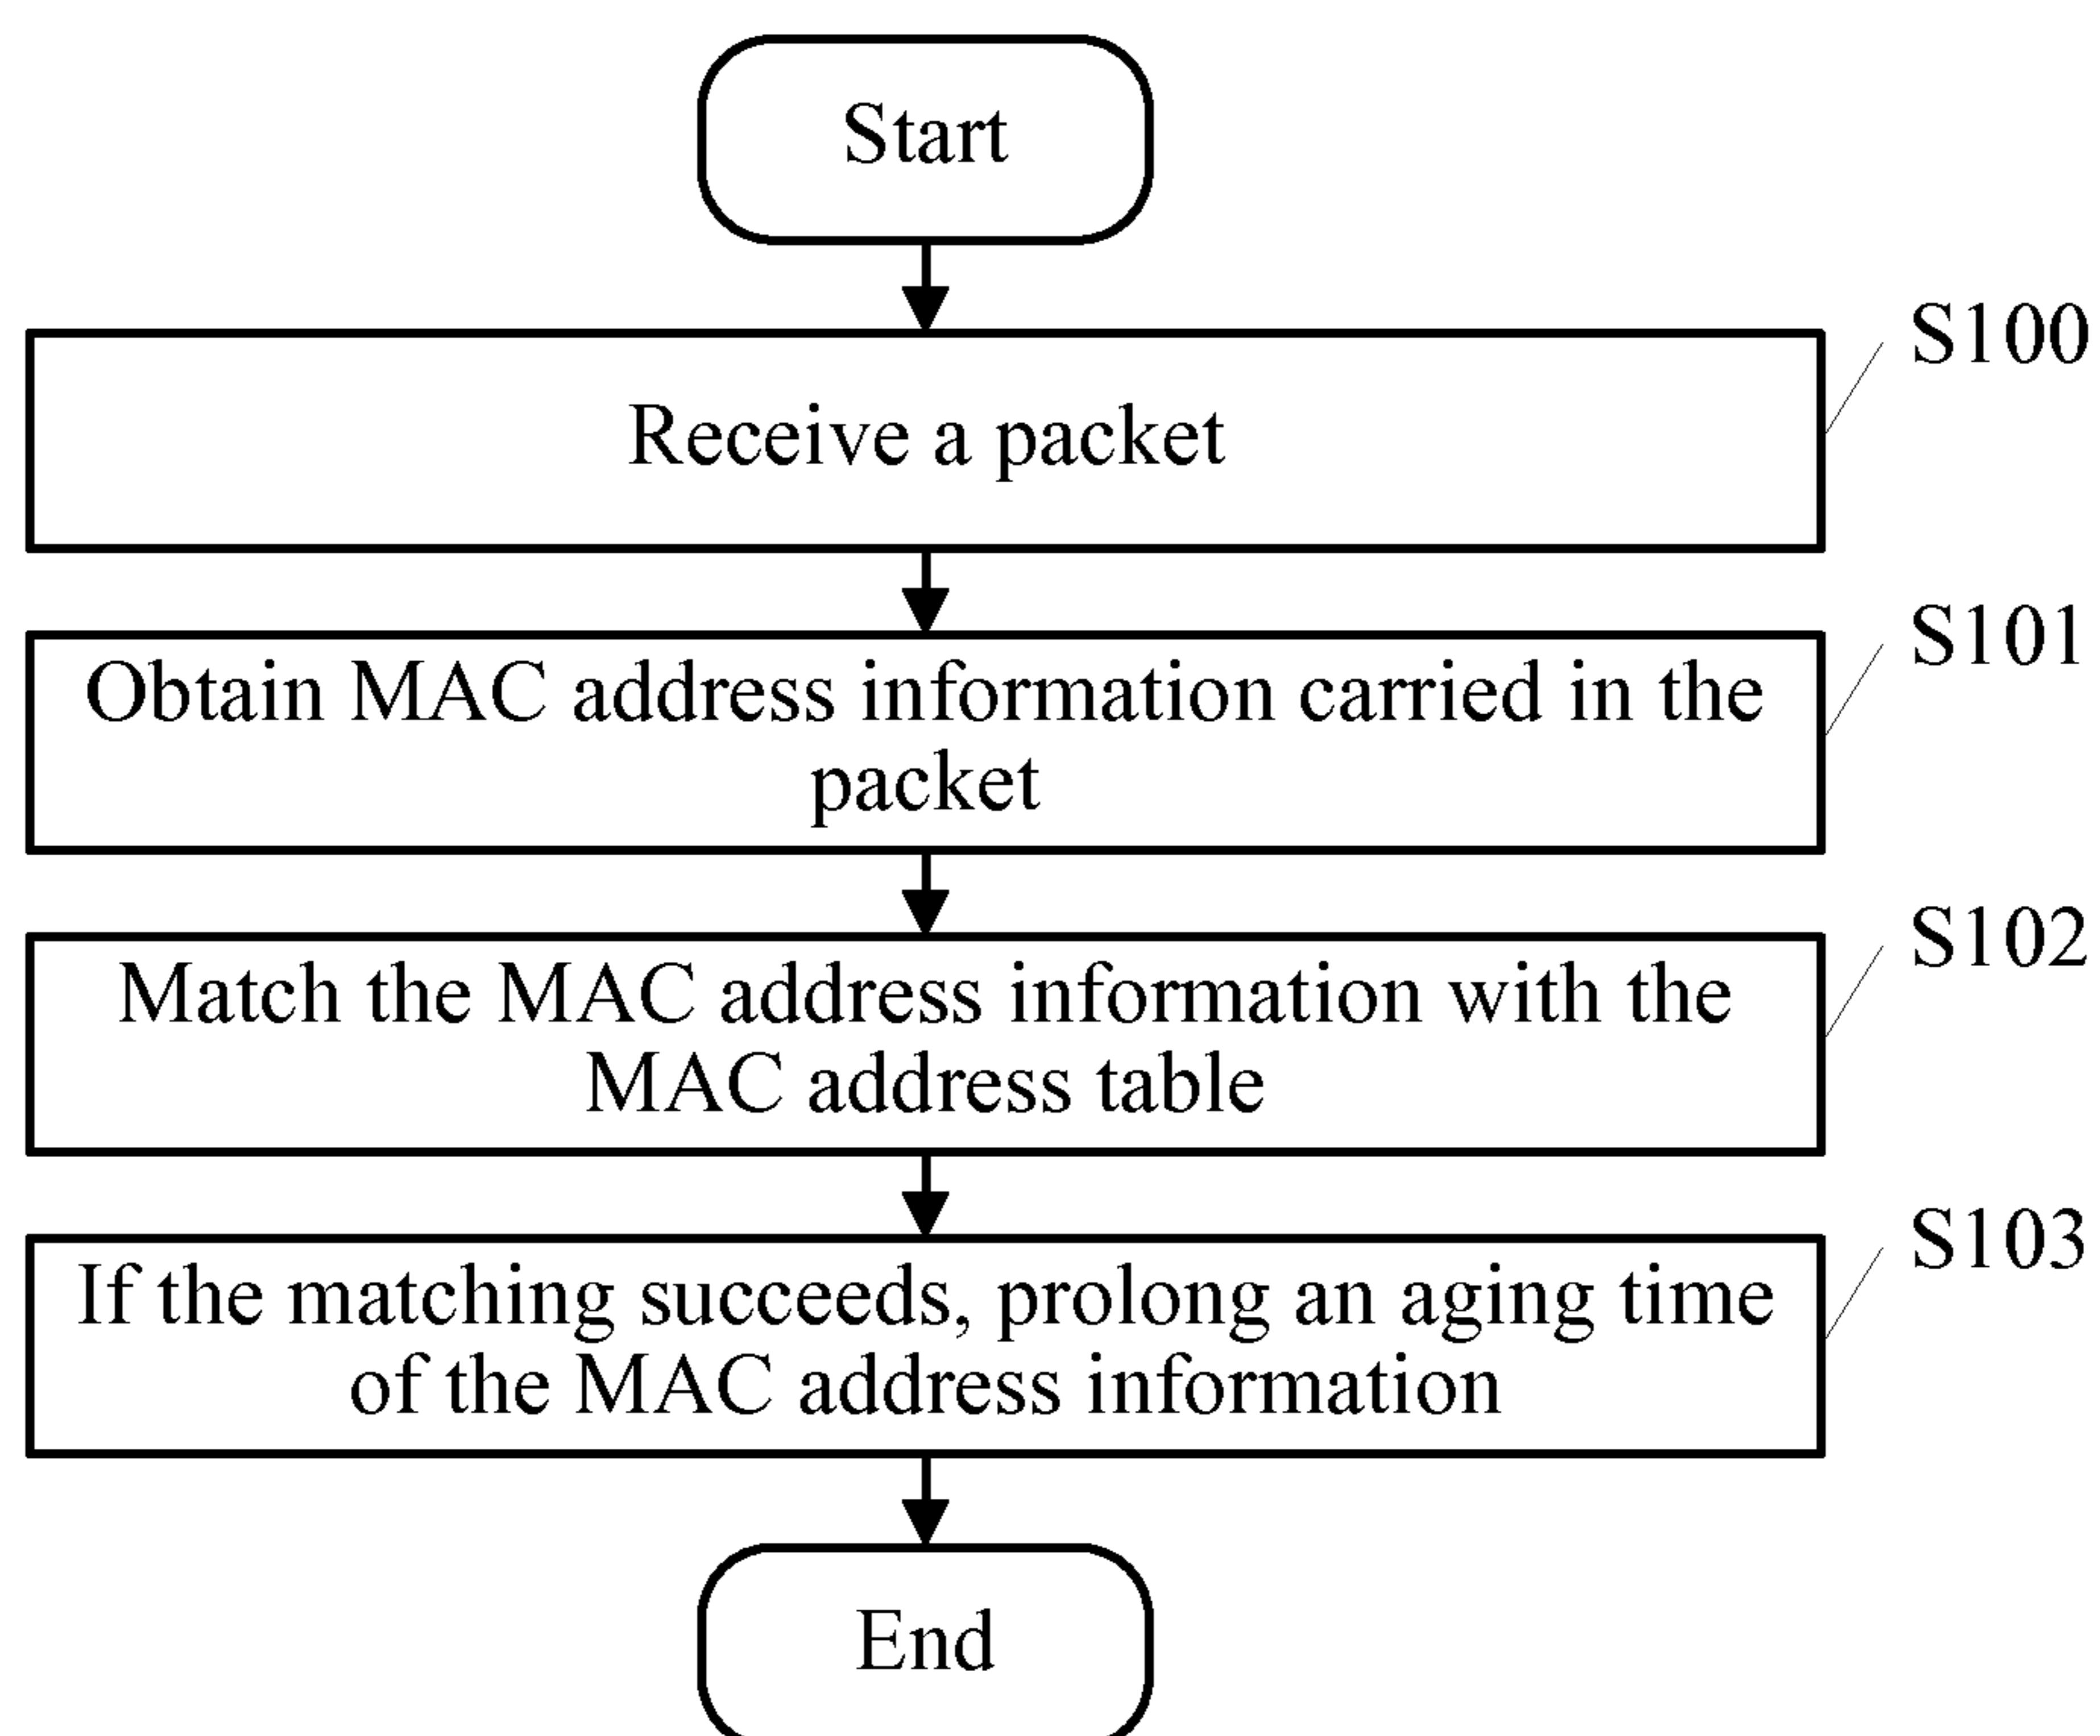 Start
S100
Receive a packet
S101
Obtain MAC address information carried in the
packet
S102
Match the MAC address information with the
MAC address table
S103
If the matching succeeds, prolong an aging time
of the MAC address information
End